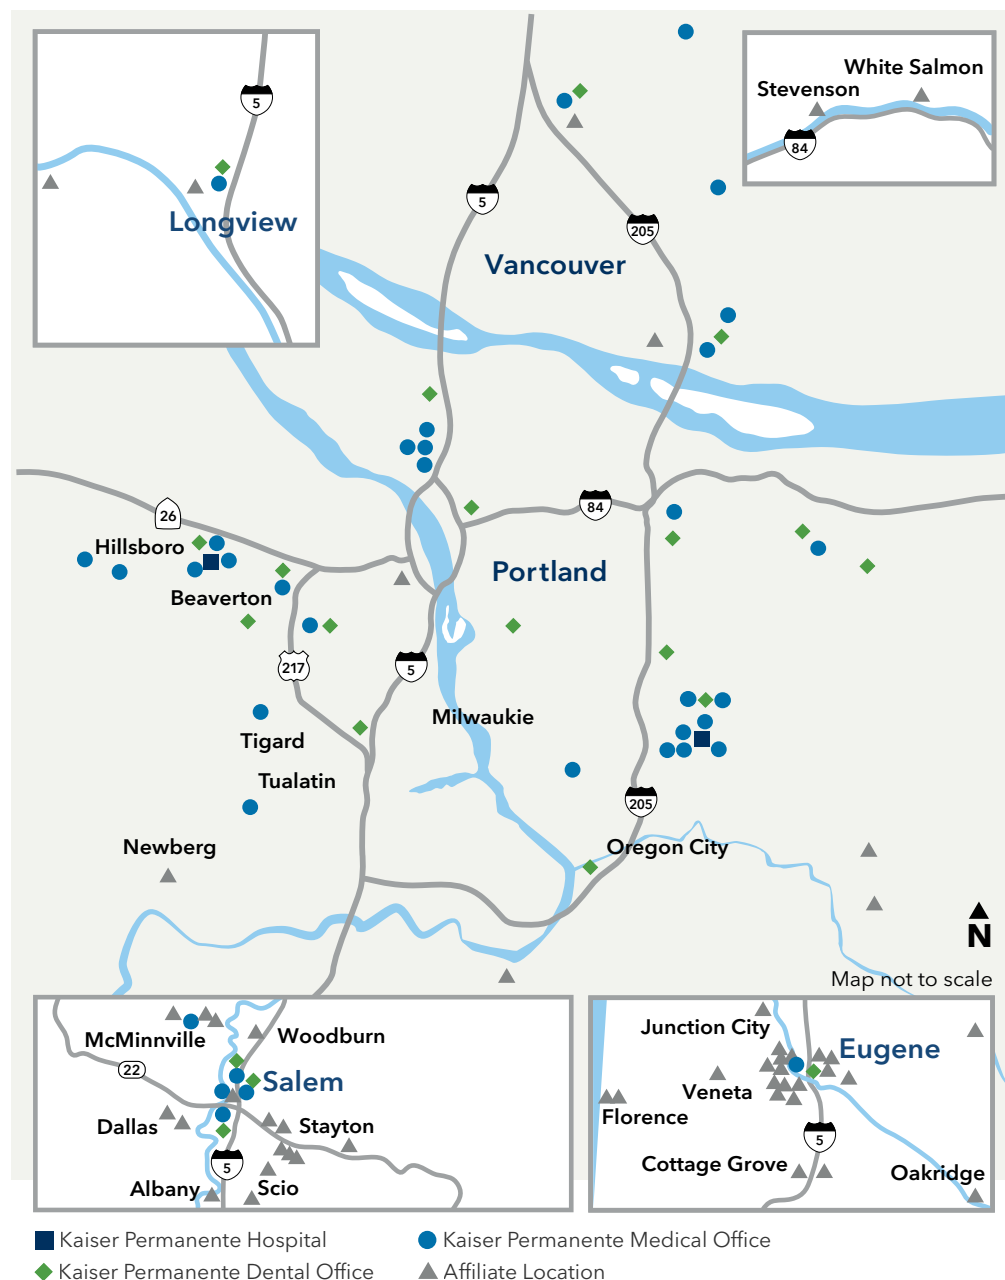 5
Longview
White Salmon
Stevenson
84
5
205
Vancouver
26
84
Hillsboro
Portland
Beaverton
217
5
Milwaukie
Tigard
Tualatin
205
Newberg
Oregon City
N
Map not to scale
McMinnville
Woodburn
22
Salem
Dallas
Stayton
5
Albany
Scio
Junction City
Eugene
Veneta
Florence
5
Cottage Grove
Oakridge
Kaiser Permanente Hospital
Kaiser Permanente Medical Office
Kaiser Permanente Dental Office
Affiliate Location